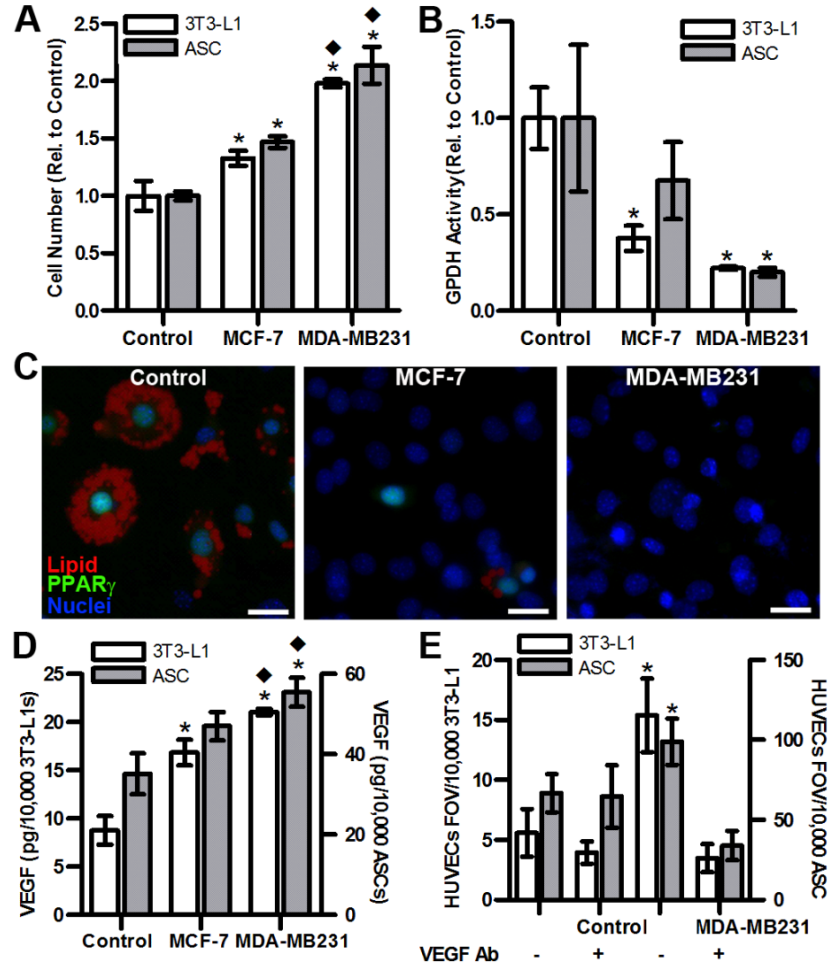 A
3T3-L1
ASC
Cell Number (Rel. to Control)
2.5
2.0
1.5
1.0
0.5
0.0
Control MCF-7 MDA-MB231
B
3T3-L1
ASC
GPDH Activity (Rel. to Control)
1.5
1.0
0.5
0.0
Control MCF-7 MDA-MB231
C
Control
MCF-7
MDA-MB231
Lipid
PPARγ
Nuclei
D
3T3-L1
ASC
VEGF (pg/10,000 3T3-L1s)
25
20
15
10
5
0
VEGF (pg/10,000 ASCs)
60
40
20
0
Control MCF-7 MDA-MB231
E
3T3-L1
ASC
HUVECs FOV/10,000 3T3-L1
20
15
10
5
0
HUVECs FOV/10,000 ASC
150
100
50
0
Control MDA-MB231
VEGF Ab - + - +